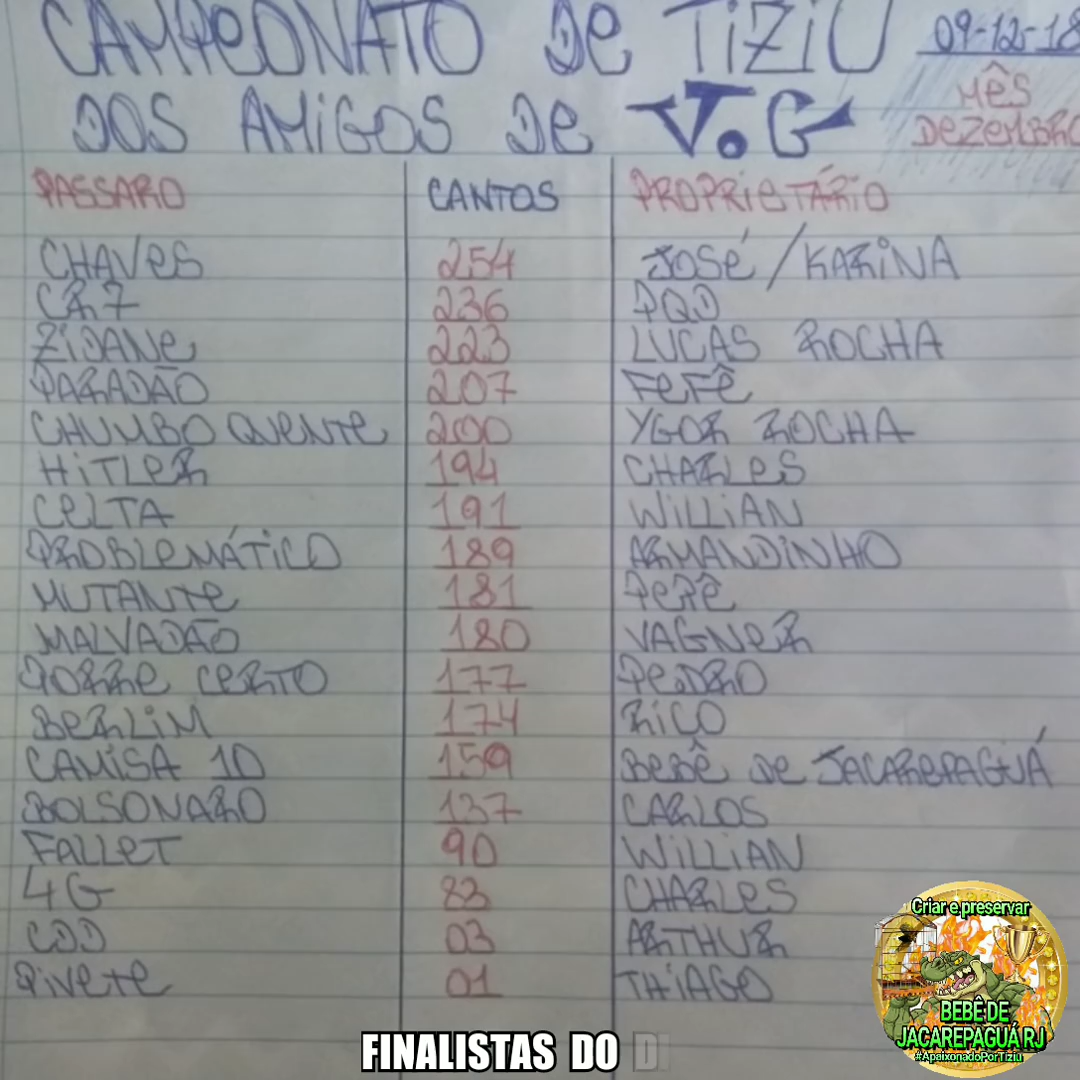 CAMPEONATO DE TIZIU 09-12-18
DOS AMIGOS DE V.G MÊS
DEZEMBRO
PASSARO CANTOS PROPRIETÁRIO
CHAVES 254 JOSÉ/KARINA
CR7 236 PQD
ZIDANE 223 LUCAS ROCHA
PARADÃO 207 FEFÊ
CHUMBO QUENTE 200 YGOR ROCHA
HITLER 194 CHARLES
CELTA 191 WILLIAN
PROBLEMÁTICO 189 ARMANDINHO
MUTANTE 181 PEPÊ
MALVADÃO 180 VAGNER
PORRE CERTO 177 PEDRO
BERLIM 174 RICO
CAMISA 10 159 BEBÊ DE JACAREPAGUÁ
BOLSONARO 137 CARLOS
FALLET 90 WILLIAN
4G 83 CHARLES
CDD 03 ARTHUR
PIVETE 01 THIAGO
Criar e preservar
BEBÊ DE
JACAREPAGUÁ RJ
#ApaixonadoPorTiziu
FINALISTAS DO DI